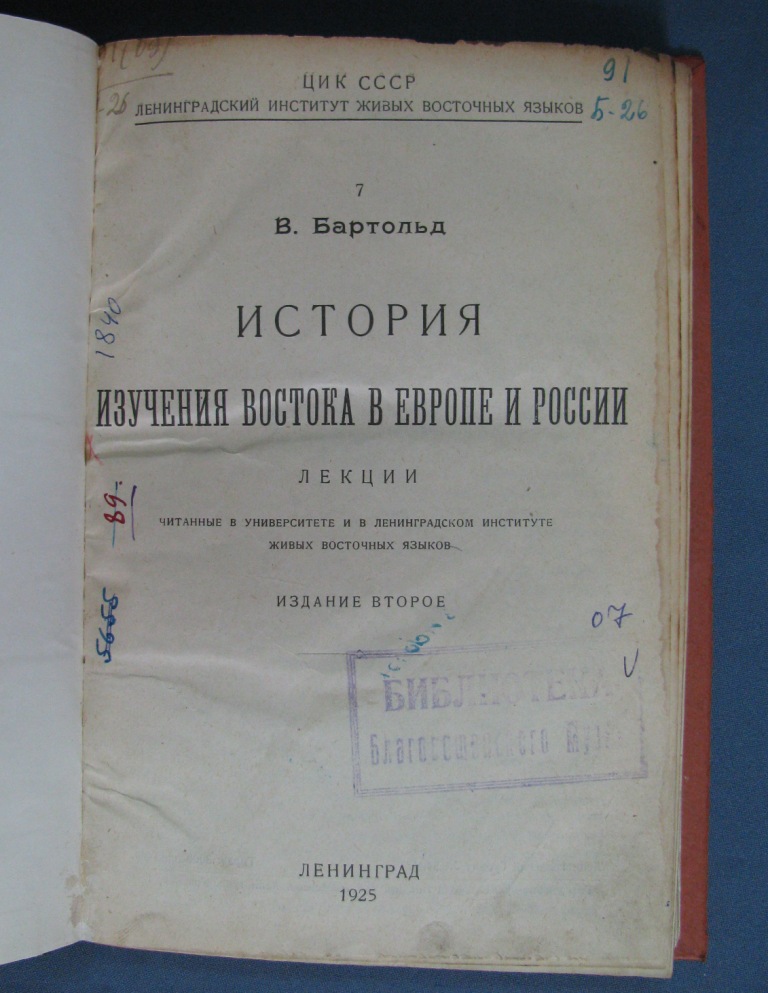 ЦИК СССР
ЛЕНИНГРАДСКИЙ ИНСТИТУТ ЖИВЫХ ВОСТОЧНЫХ ЯЗЫКОВ
91
Б-26
7
В. Бартольд
1840
ИСТОРИЯ
ИЗУЧЕНИЯ ВОСТОКА В ЕВРОПЕ И РОССИИ
ЛЕКЦИИ
89.
ЧИТАННЫЕ В УНИВЕРСИТЕТЕ И В ЛЕНИНГРАДСКОМ ИНСТИТУТЕ
ЖИВЫХ ВОСТОЧНЫХ ЯЗЫКОВ
ИЗДАНИЕ ВТОРОЕ
07
БИБЛИОТЕКА
ЛЕНИНГРАД
1925